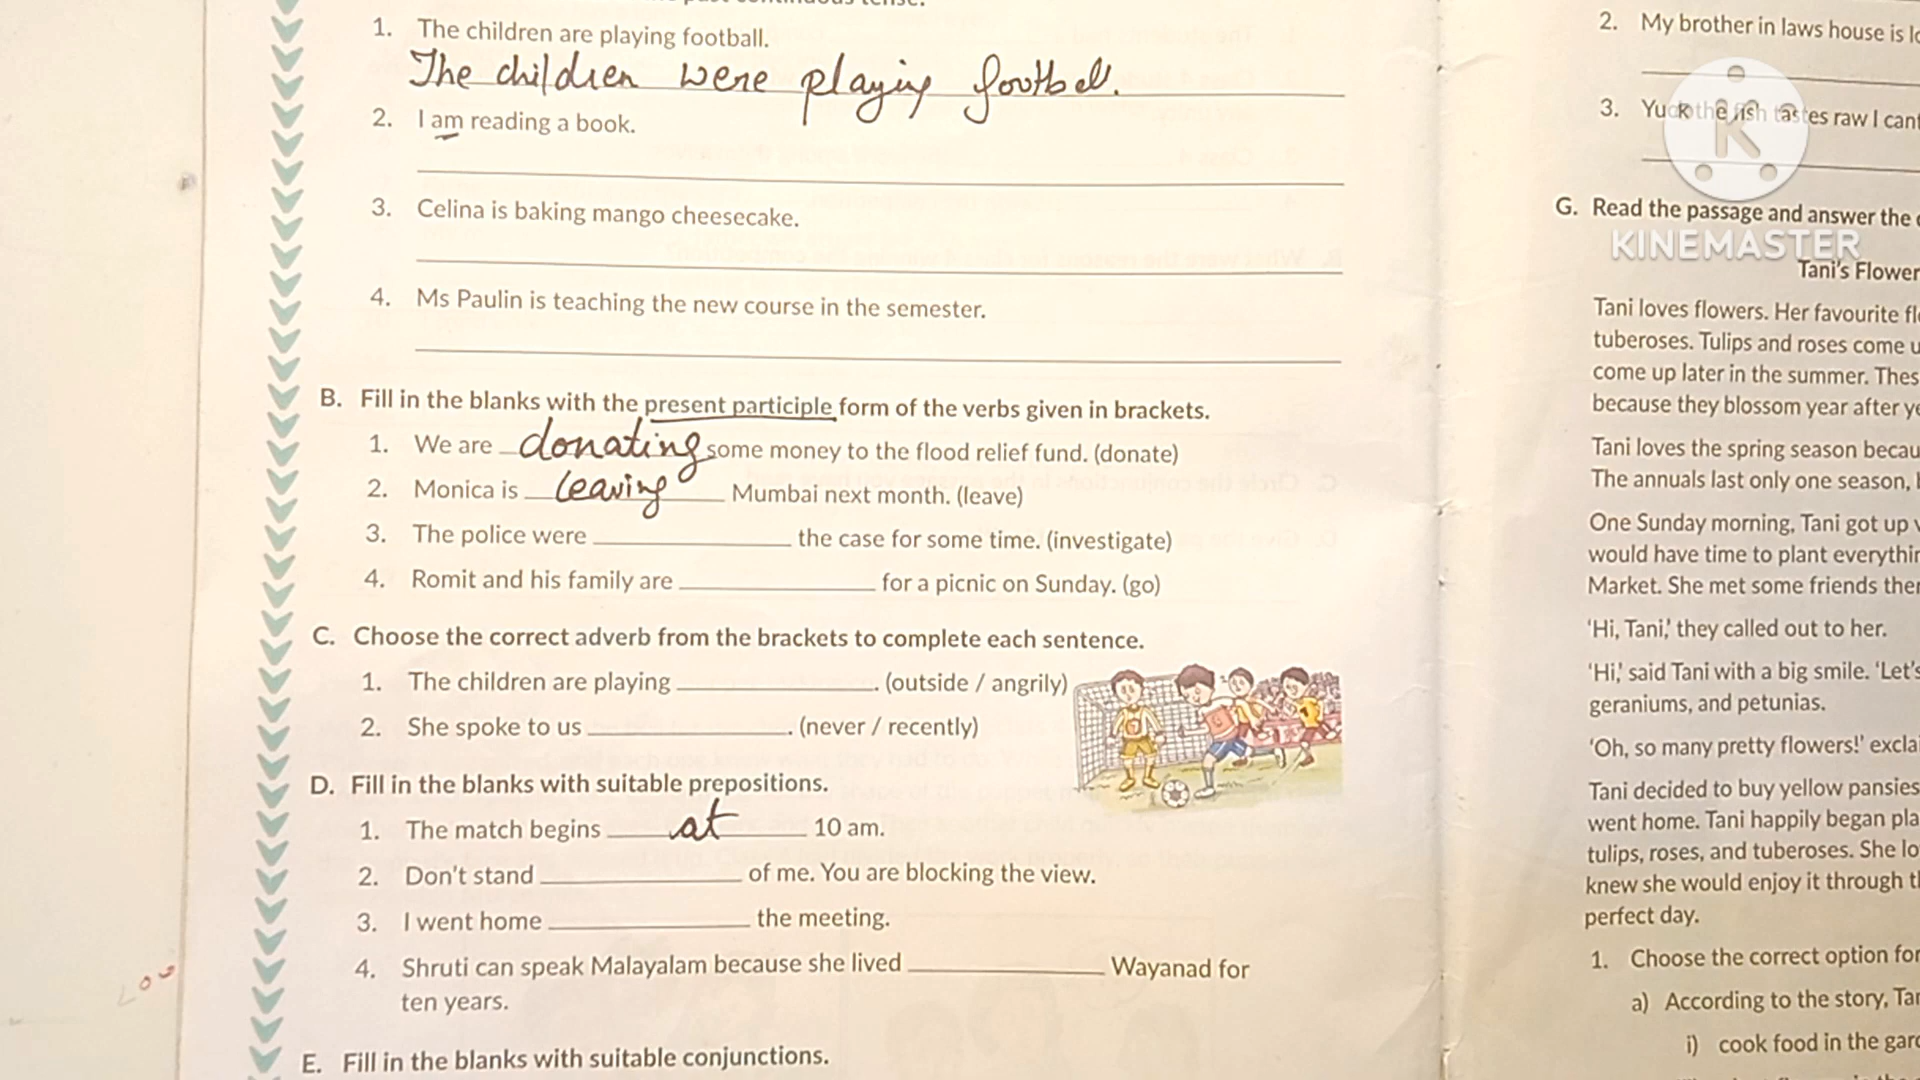 1. The children are playing football.
The children were playing football.
2. I am reading a book.
3. Celina is baking mango cheesecake.
4. Ms Paulin is teaching the new course in the semester.
B. Fill in the blanks with the present participle form of the verbs given in brackets.
1. We are donating some money to the flood relief fund. (donate)
2. Monica is leaving Mumbai next month. (leave)
3. The police were ____ the case for some time. (investigate)
4. Romit and his family are ____ for a picnic on Sunday. (go)
C. Choose the correct adverb from the brackets to complete each sentence.
1. The children are playing ____. (outside / angrily)
2. She spoke to us ____. (never / recently)
D. Fill in the blanks with suitable prepositions.
1. The match begins at 10 am.
2. Don't stand ____ of me. You are blocking the view.
3. I went home ____ the meeting.
4. Shruti can speak Malayalam because she lived ____ Wayanad for
ten years.
E. Fill in the blanks with suitable conjunctions.
2. My brother in laws house is
3. Yuck the fish tastes raw I cant
G. Read the passage and answer the
KINEMASTER
Tani's Flower
Tani loves flowers. Her favourite
tuberoses. Tulips and roses come
come up later in the summer.
because they blossom year after
Tani loves the spring season
The annuals last only one season,
One Sunday morning, Tani got up
would have time to plant
Market. She met some friends
'Hi, Tani,' they called out to her.
'Hi,' said Tani with a big smile. 'Let's
geraniums, and petunias.
'Oh, so many pretty flowers!'
Tani decided to buy yellow pansies
went home. Tani happily began
tulips, roses, and tuberoses. She
knew she would enjoy it through
perfect day.
1. Choose the correct option for
a) According to the story,
i) cook food in the